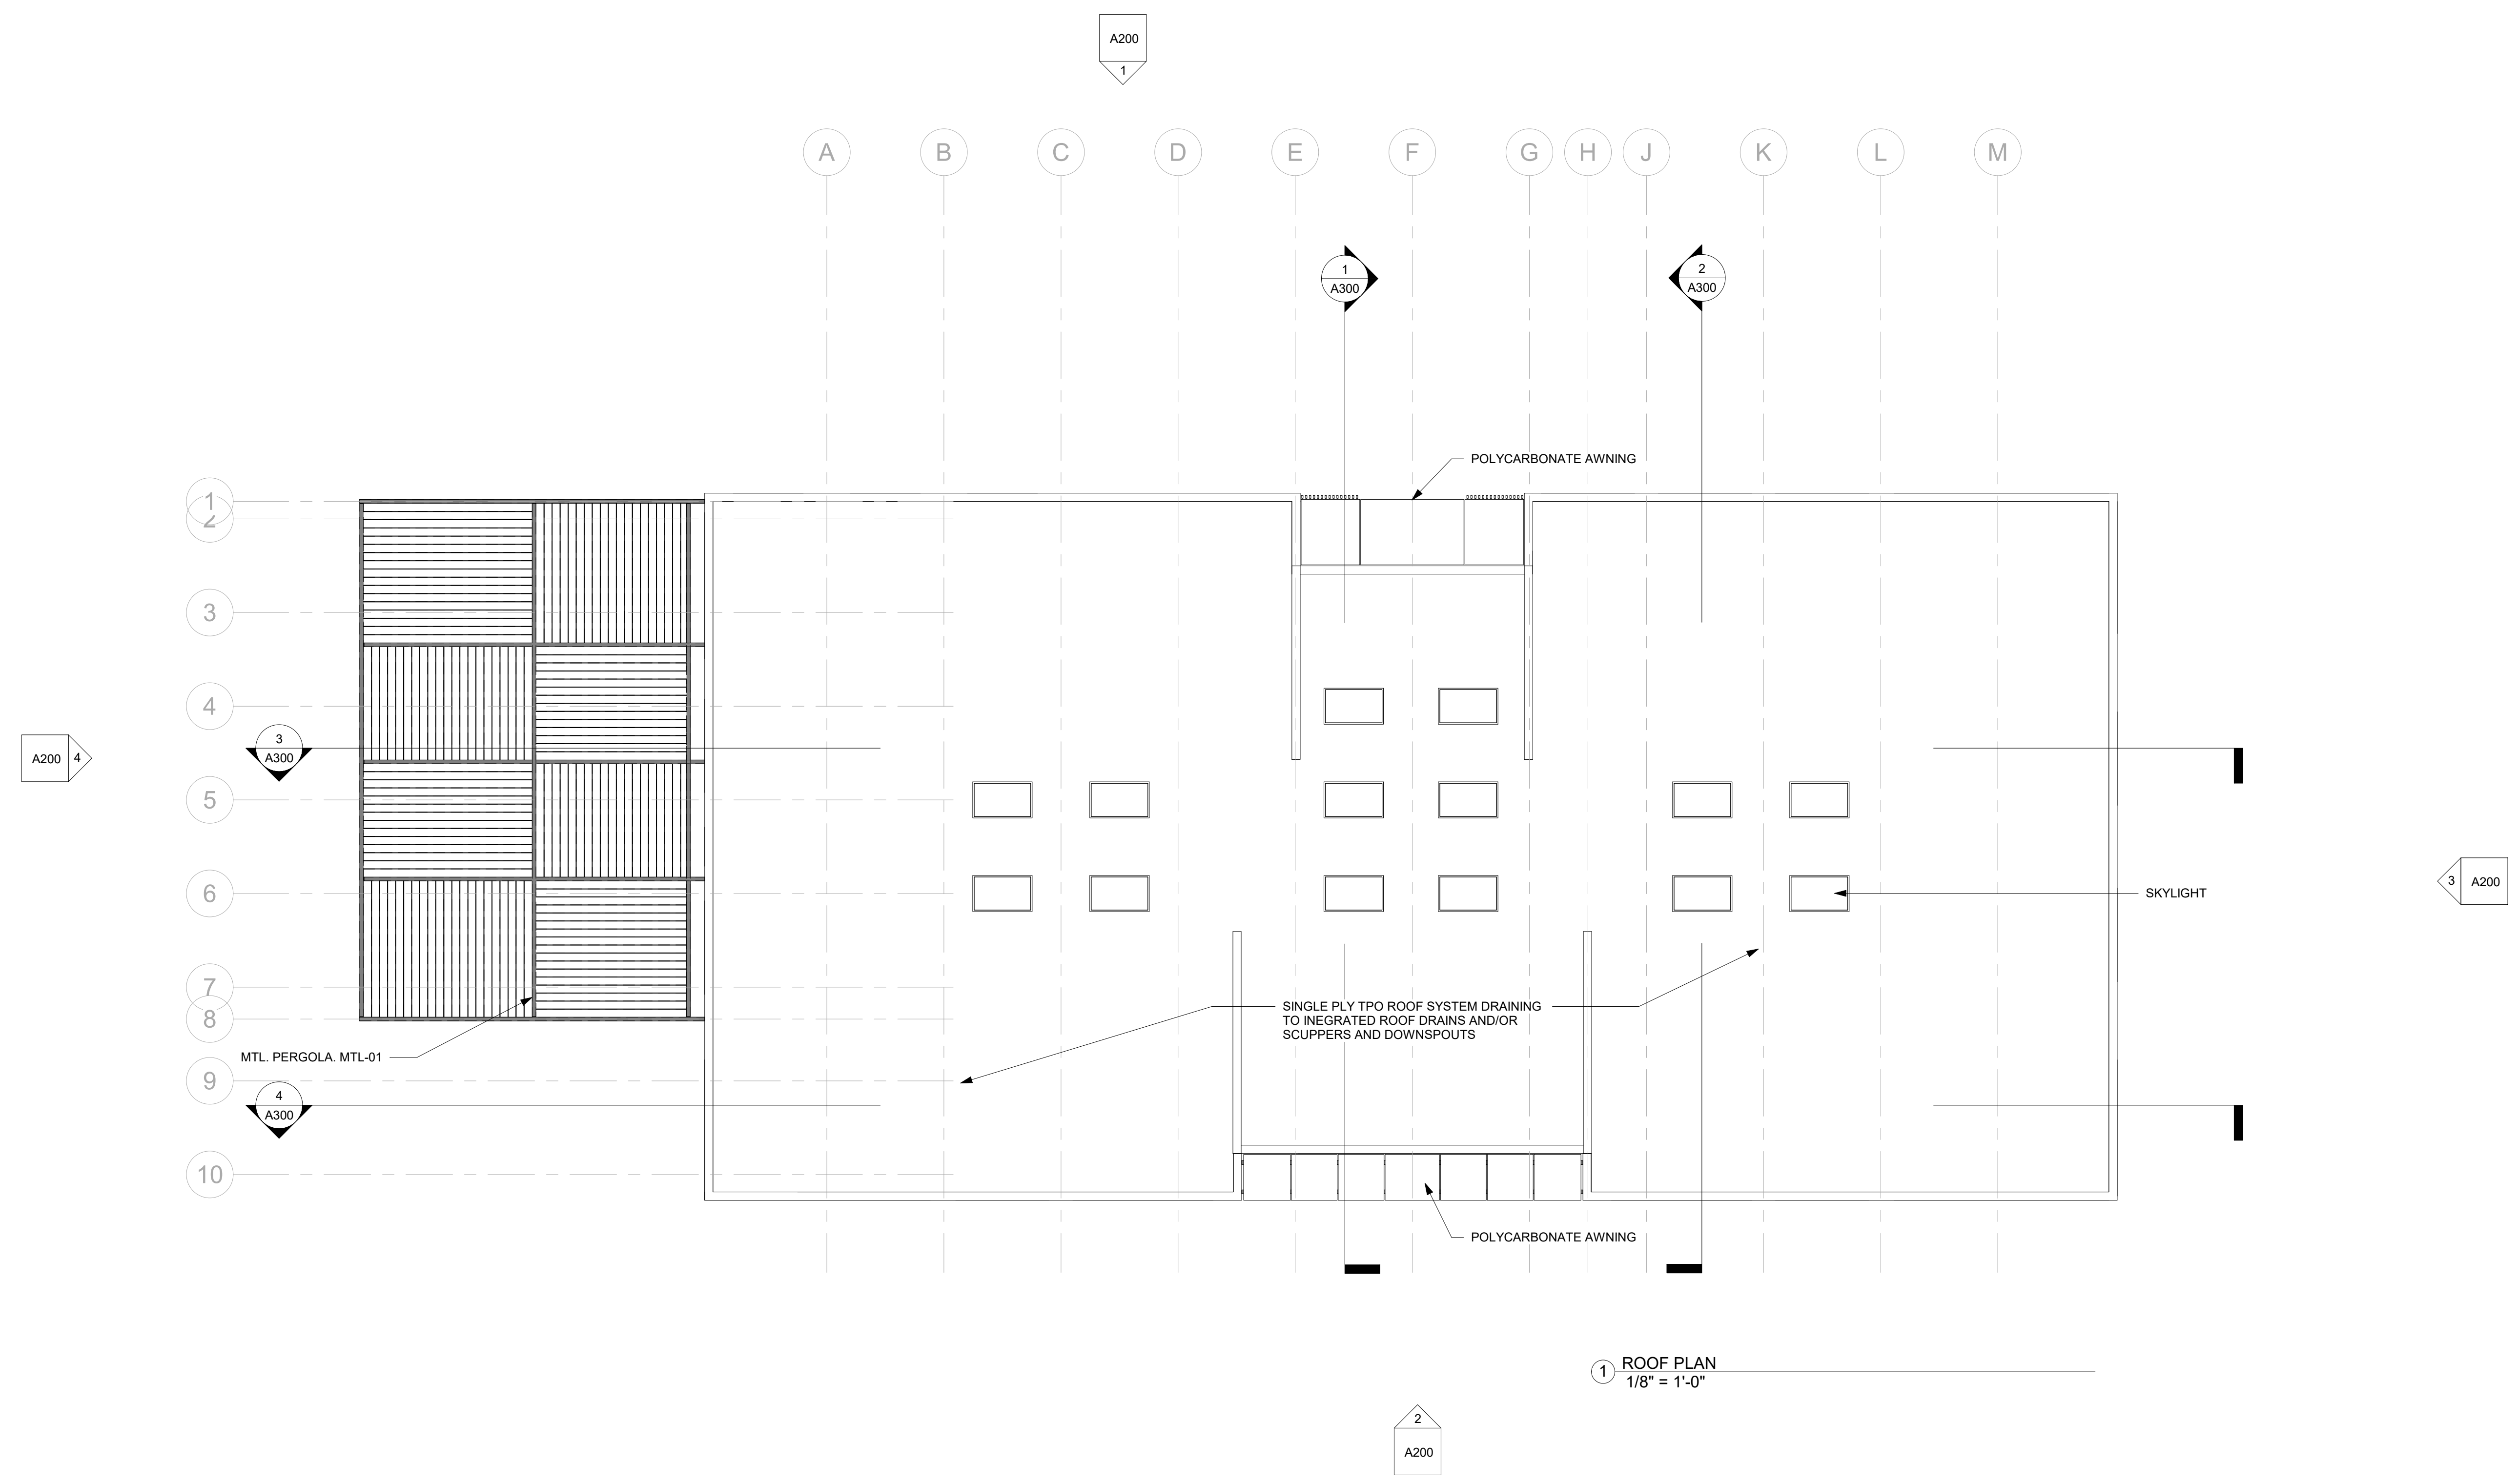 A200
1
A
B
C
D
E
F
G
H
J
K
L
M
1
A300
2
A300
POLYCARBONATE AWNING
1
2
3
4
3
A300
A200
4
5
6
SKYLIGHT
3
A200
7
8
SINGLE PLY TPO ROOF SYSTEM DRAINING
TO INEGRATED ROOF DRAINS AND/OR
SCUPPERS AND DOWNSPOUTS
MTL. PERGOLA. MTL-01
9
4
A300
10
POLYCARBONATE AWNING
1
ROOF PLAN
1/8" = 1'-0"
2
A200